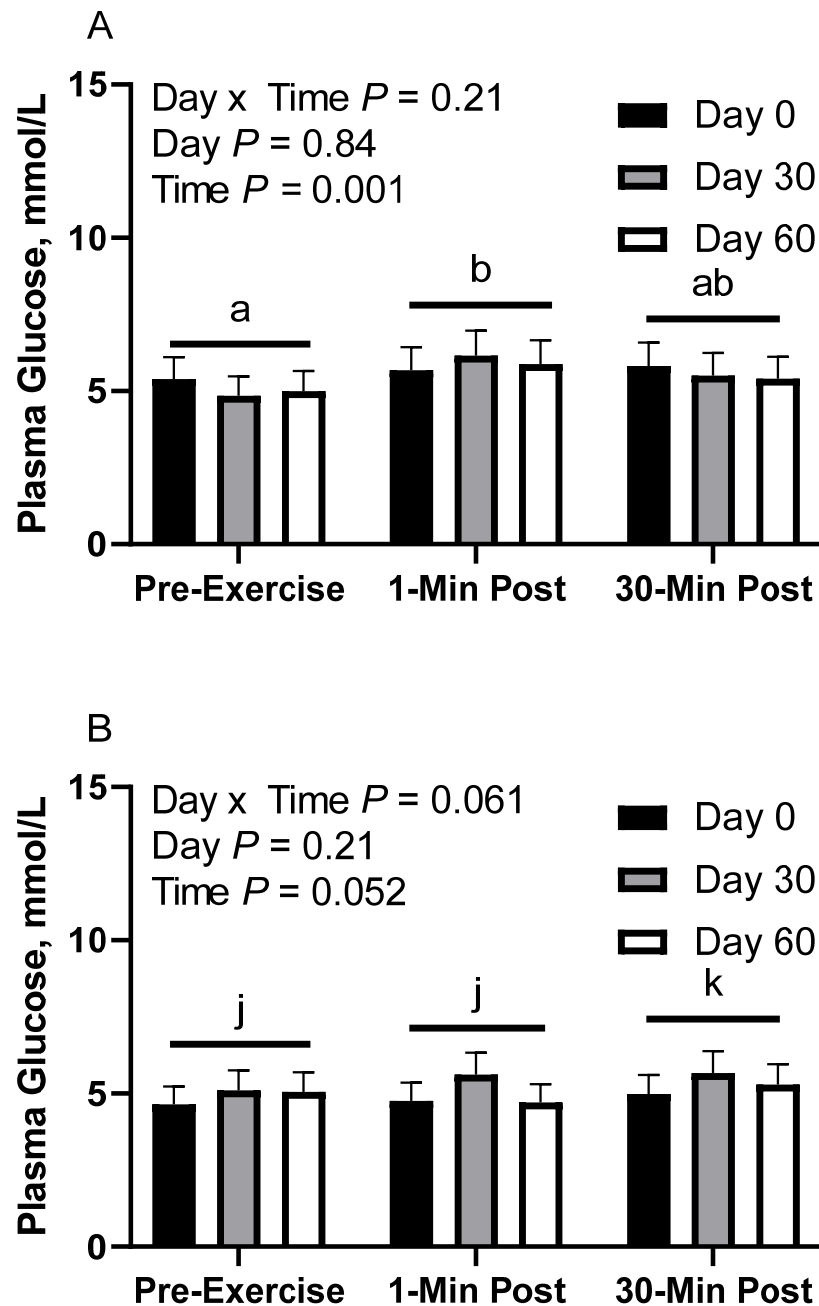 A
Plasma Glucose, mmol/L
15
10
5
0
Day x Time P = 0.21
Day P = 0.84
Time P = 0.001
Day 0
Day 30
Day 60
a
b
ab
Pre-Exercise
1-Min Post
30-Min Post
B
Plasma Glucose, mmol/L
15
10
5
0
Day x Time P = 0.061
Day P = 0.21
Time P = 0.052
Day 0
Day 30
Day 60
j
j
k
Pre-Exercise
1-Min Post
30-Min Post